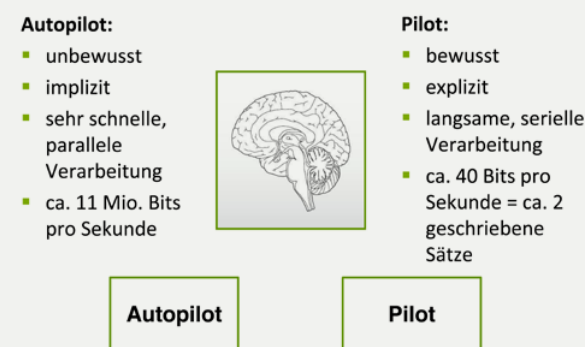 Autopilot:
▪ unbewusst
▪ implizit
▪ sehr schnelle,
parallele
Verarbeitung
▪ ca. 11 Mio. Bits
pro Sekunde
Pilot:
▪ bewusst
▪ explizit
▪ langsame, serielle
Verarbeitung
▪ ca. 40 Bits pro
Sekunde = ca. 2
geschriebene
Sätze
Autopilot
Pilot